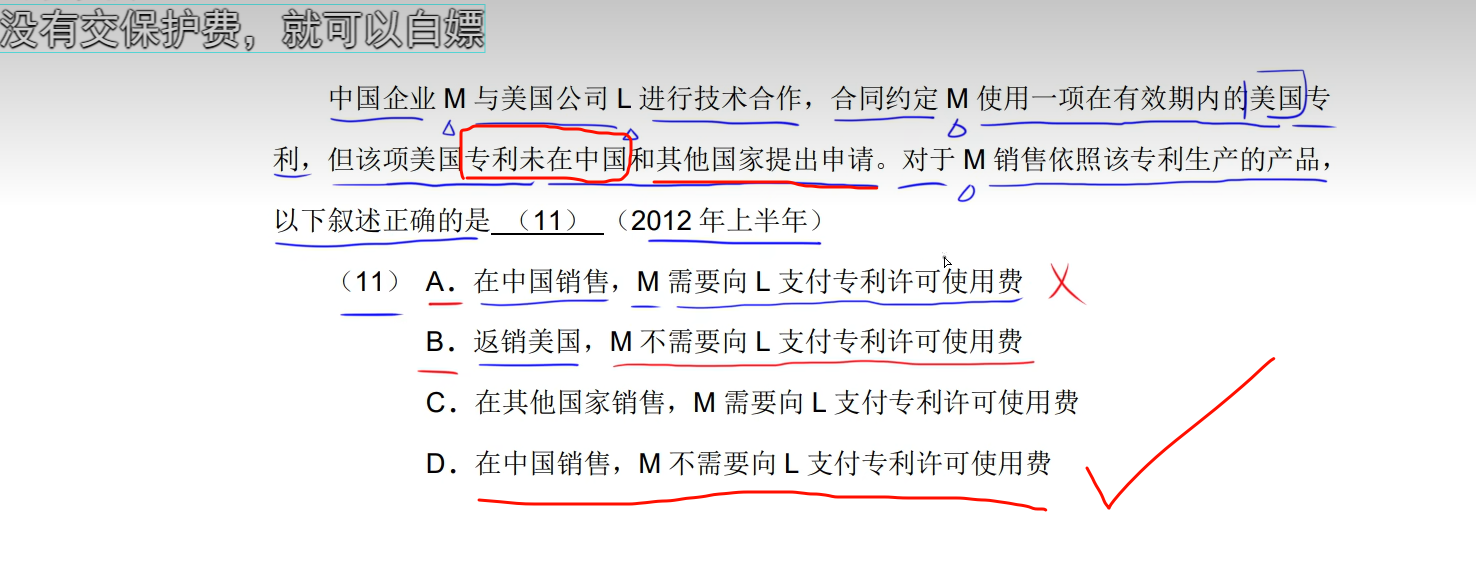 没有交保护费，就可以白嫖
中国企业 M 与美国公司 L 进行技术合作，合同约定 M 使用一项在有效期内的美国专
利，但该项美国专利未在中国和其他国家提出申请。对于 M 销售依照该专利生产的产品，
以下叙述正确的是 （11） （2012 年上半年）
（11） A．在中国销售，M 需要向 L 支付专利许可使用费
B．返销美国，M 不需要向 L 支付专利许可使用费
C．在其他国家销售，M 需要向 L 支付专利许可使用费
D．在中国销售，M 不需要向 L 支付专利许可使用费